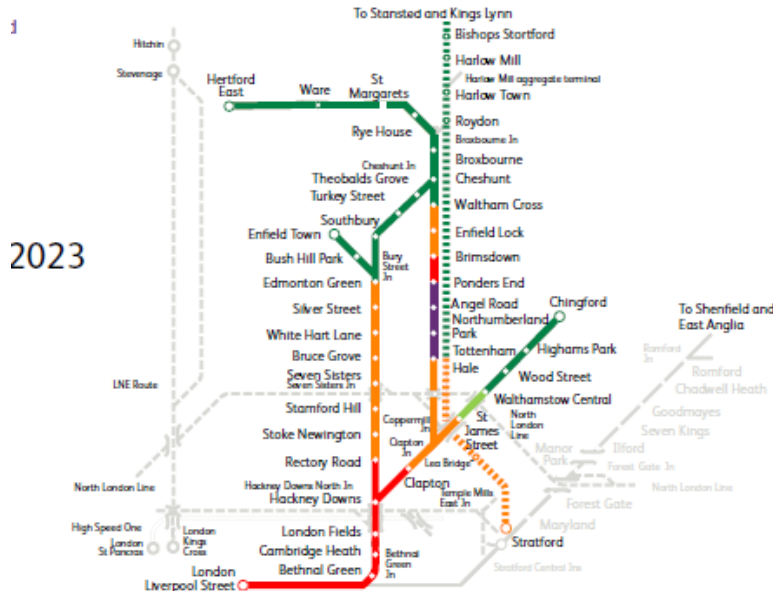 d
To Stansted and Kings Lynn
Bishops Stortford
Hitchin
Harlow Mill
Stevenage
Harlow Mill aggregate terminal
Hertford
East
Ware
St
Margarets
Harlow Town
Rye House
Roydon
Broxbourne Jn
Broxbourne
Cheshunt Jn
Theobalds Grove
Cheshunt
Turkey Street
Waltham Cross
Southbury
Enfield Town
Enfield Lock
2023
Bush Hill Park
Bury
Street
Jn
Brimsdown
Edmonton Green
Ponders End
Silver Street
Angel Road
Chingford
Northumberland
Park
To Shenfield and
East Anglia
White Hart Lane
Bruce Grove
Tottenham
Hale
Highams Park
Romford
Jn
Romford
Seven Sisters
Seven Sisters Jn
Wood Street
Chadwell Heath
LNE Route
Walthamstow Central
Stamford Hill
Goodmayes
Seven Kings
Coppermill
Jn
St
James
Street
North
London
Line
Stoke Newington
Clapton
Jn
Manor
Park
Ilford
Rectory Road
Lea Bridge
Forest Gate Jn
North London Line
Hackney Downs North Jn
Clapton
North London Line
Hackney Downs
Temple Mills
East Jn
Forest Gate
High Speed One
London
St Pancras
London
Kings
Cross
London Fields
Maryland
Stratford
Cambridge Heath
Bethnal
Green
Jn
Bethnal Green
Stratford Central Jns
London
Liverpool Street